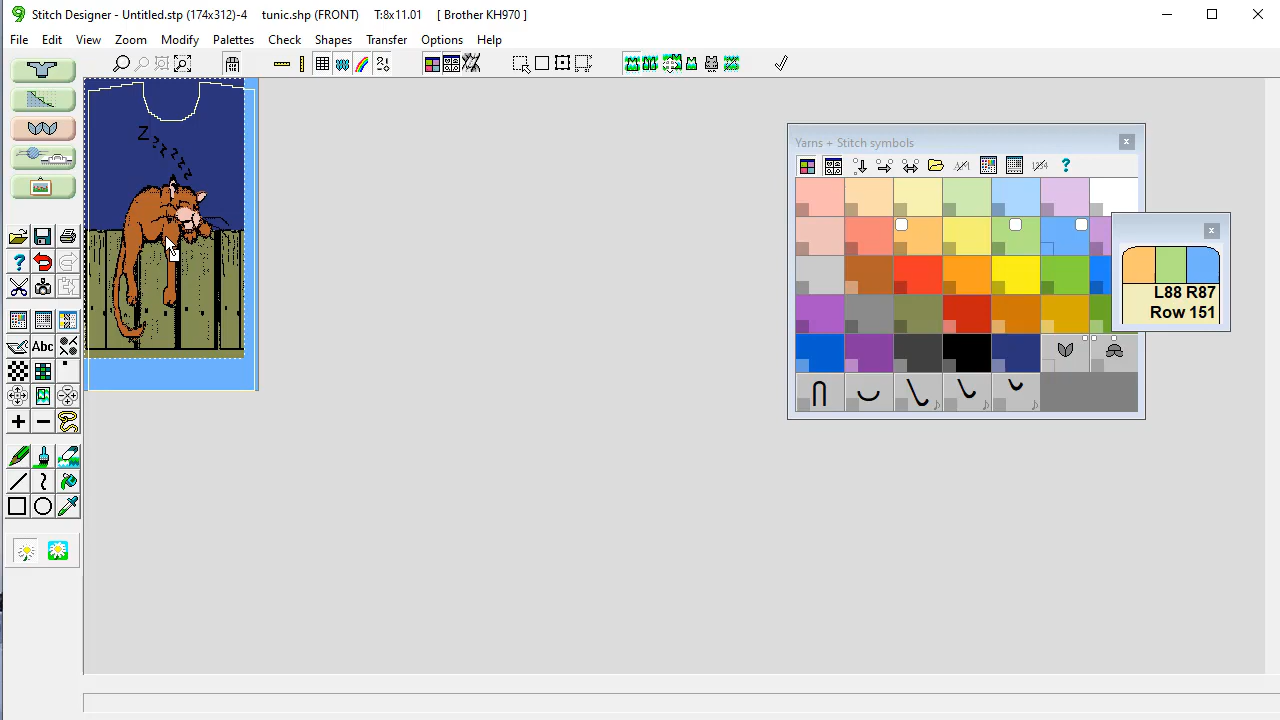 Stitch Designer - Untitled.stp (174x312)-4 tunic.shp (FRONT) T:8x11.01 [ Brother KH970 ]
File Edit View Zoom Modify Palettes Check Shapes Transfer Options Help
Yarns + Stitch symbols
L88 R87
Row 151
Abc
Z z z z z z z